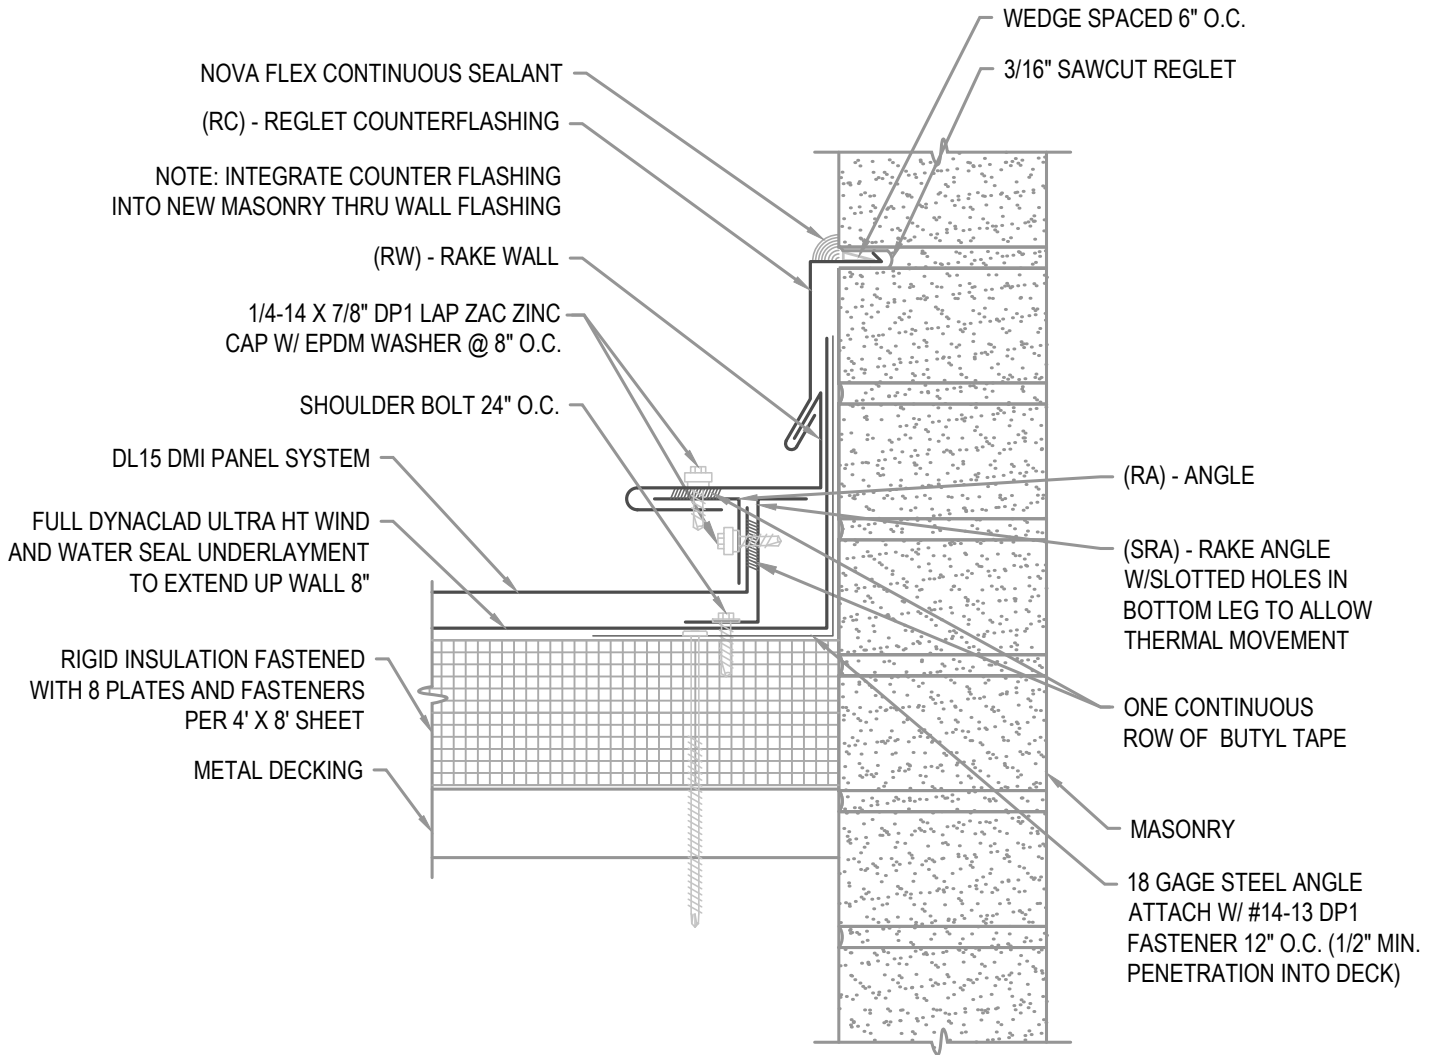 NOVA FLEX CONTINUOUS SEALANT
(RC) - REGLET COUNTERFLASHING
NOTE: INTEGRATE COUNTER FLASHING
INTO NEW MASONRY THRU WALL FLASHING
(RW) - RAKE WALL
1/4-14 X 7/8" DP1 LAP ZAC ZINC
CAP W/ EPDM WASHER @ 8" O.C.
SHOULDER BOLT 24" O.C.
DL15 DMI PANEL SYSTEM
FULL DYNACLAD ULTRA HT WIND
AND WATER SEAL UNDERLAYMENT
TO EXTEND UP WALL 8"
RIGID INSULATION FASTENED
WITH 8 PLATES AND FASTENERS
PER 4' X 8' SHEET
METAL DECKING
WEDGE SPACED 6" O.C.
3/16" SAWCUT REGLET
(RA) - ANGLE
(SRA) - RAKE ANGLE
W/SLOTTED HOLES IN
BOTTOM LEG TO ALLOW
THERMAL MOVEMENT
ONE CONTINUOUS
ROW OF BUTYL TAPE
MASONRY
18 GAGE STEEL ANGLE
ATTACH W/ #14-13 DP1
FASTENER 12" O.C. (1/2" MIN.
PENETRATION INTO DECK)